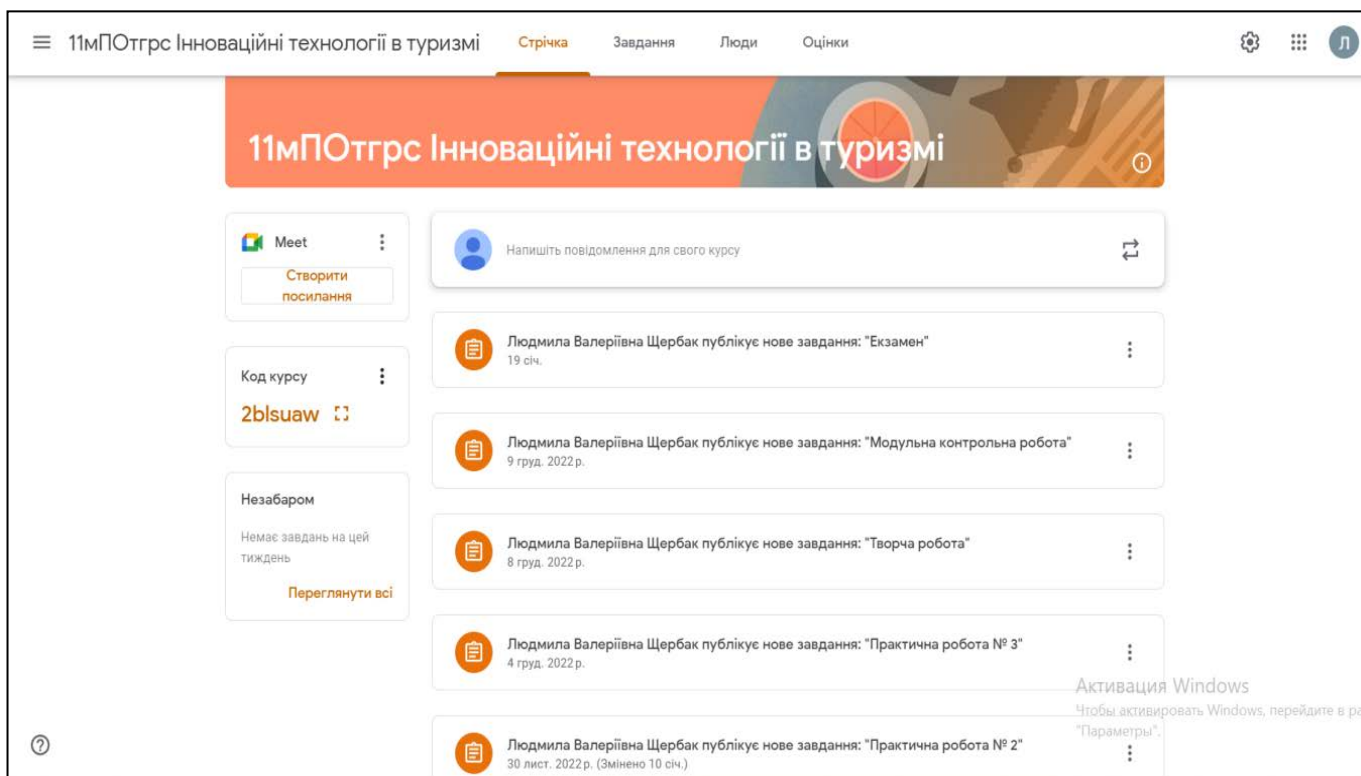 11мПОтгрс Інноваційні технології в туризмі
Стрічка
Завдання
Люди
Оцінки
Л
11мПОтгрс Інноваційні технології в туризмі
Meet
Створити
посилання
Код курсу
2blsuaw
Незабаром
Немає завдань на цей
тиждень
Переглянути всі
Напишіть повідомлення для свого курсу
Людмила Валеріївна Щербак публікує нове завдання: "Екзамен"
19 січ.
Людмила Валеріївна Щербак публікує нове завдання: "Модульна контрольна робота"
9 груд. 2022 р.
Людмила Валеріївна Щербак публікує нове завдання: "Творча робота"
8 груд. 2022 р.
Людмила Валеріївна Щербак публікує нове завдання: "Практична робота № 3"
4 груд. 2022 р.
Людмила Валеріївна Щербак публікує нове завдання: "Практична робота № 2"
30 лист. 2022 р. (Змінено 10 січ.)
Активация Windows
Чтобы активировать Windows, перейдите в ра
"Параметры".